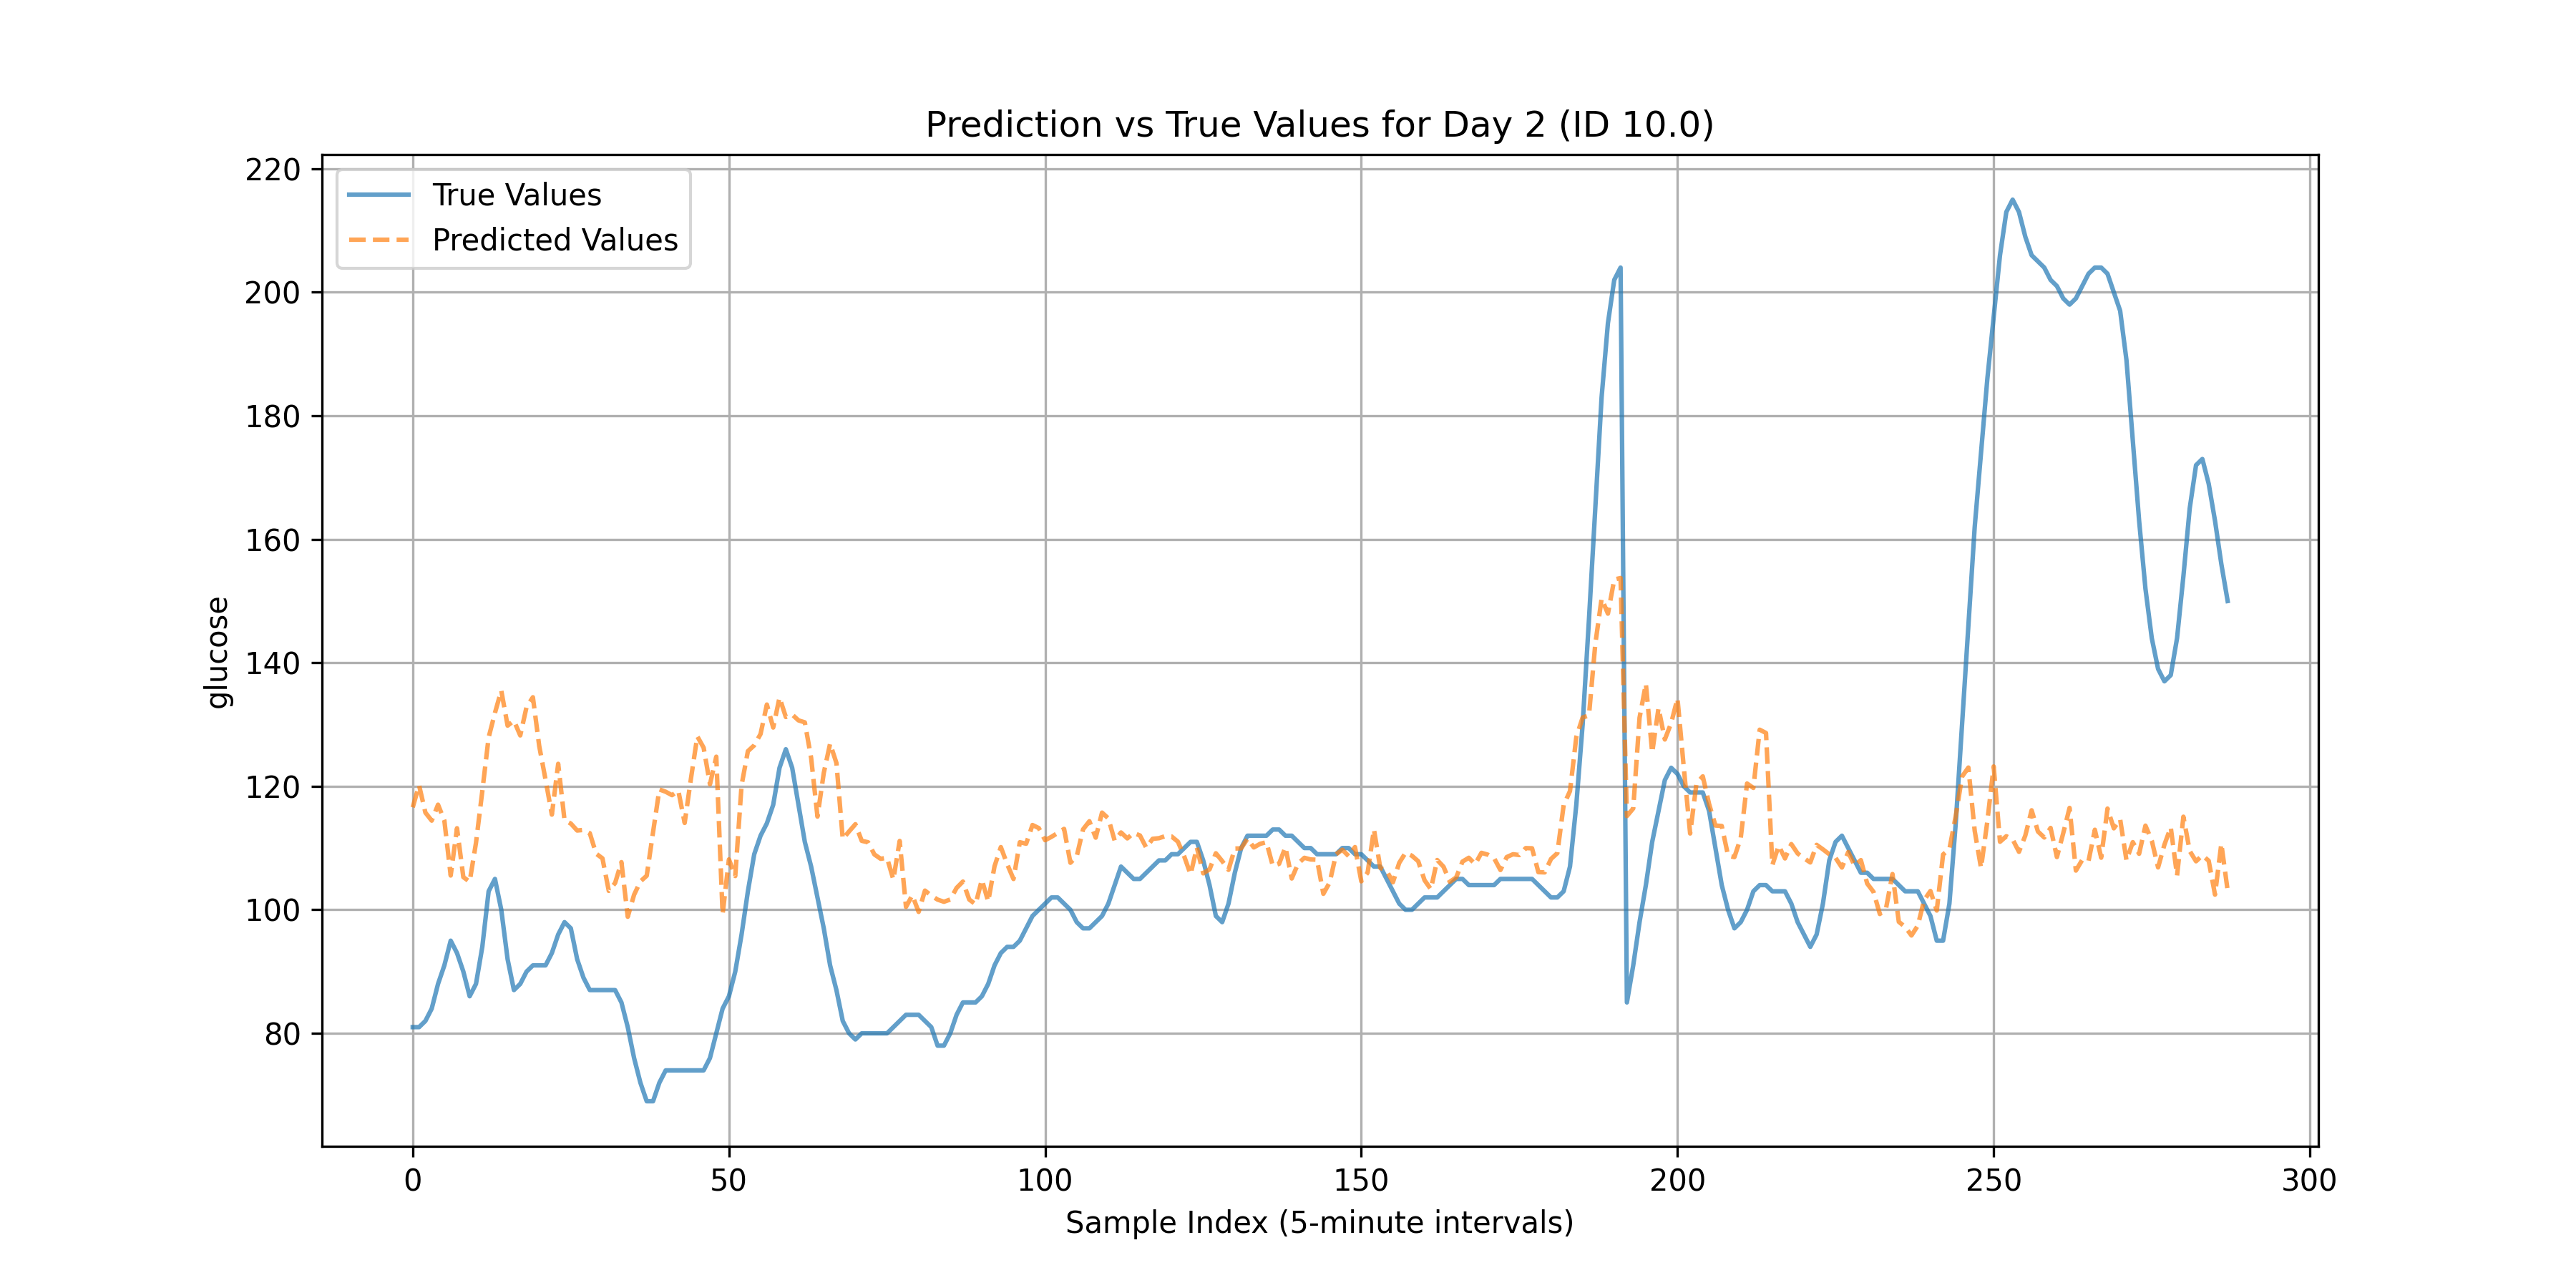 Prediction vs True Values for Day 2 (ID 10.0)
True Values
Predicted Values
glucose
220
200
180
160
140
120
100
80
0 50 100 150 200 250 300
Sample Index (5-minute intervals)